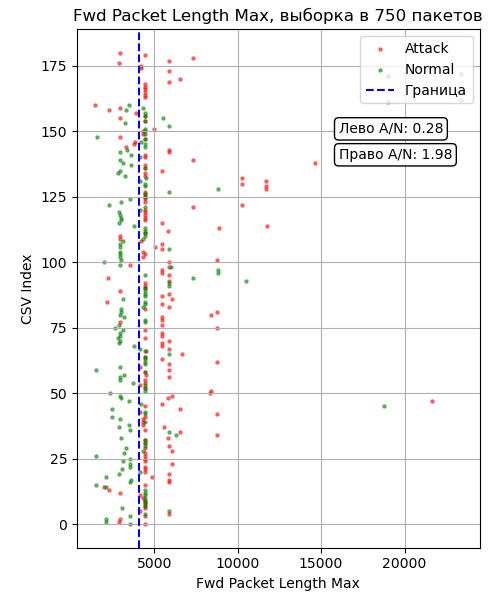 Fwd Packet Length Max, выборка в 750 пакетов
Attack
Normal
Граница
Лево A/N: 0.28
Право A/N: 1.98
175
150
125
100
75
50
25
0
CSV Index
5000 10000 15000 20000
Fwd Packet Length Max